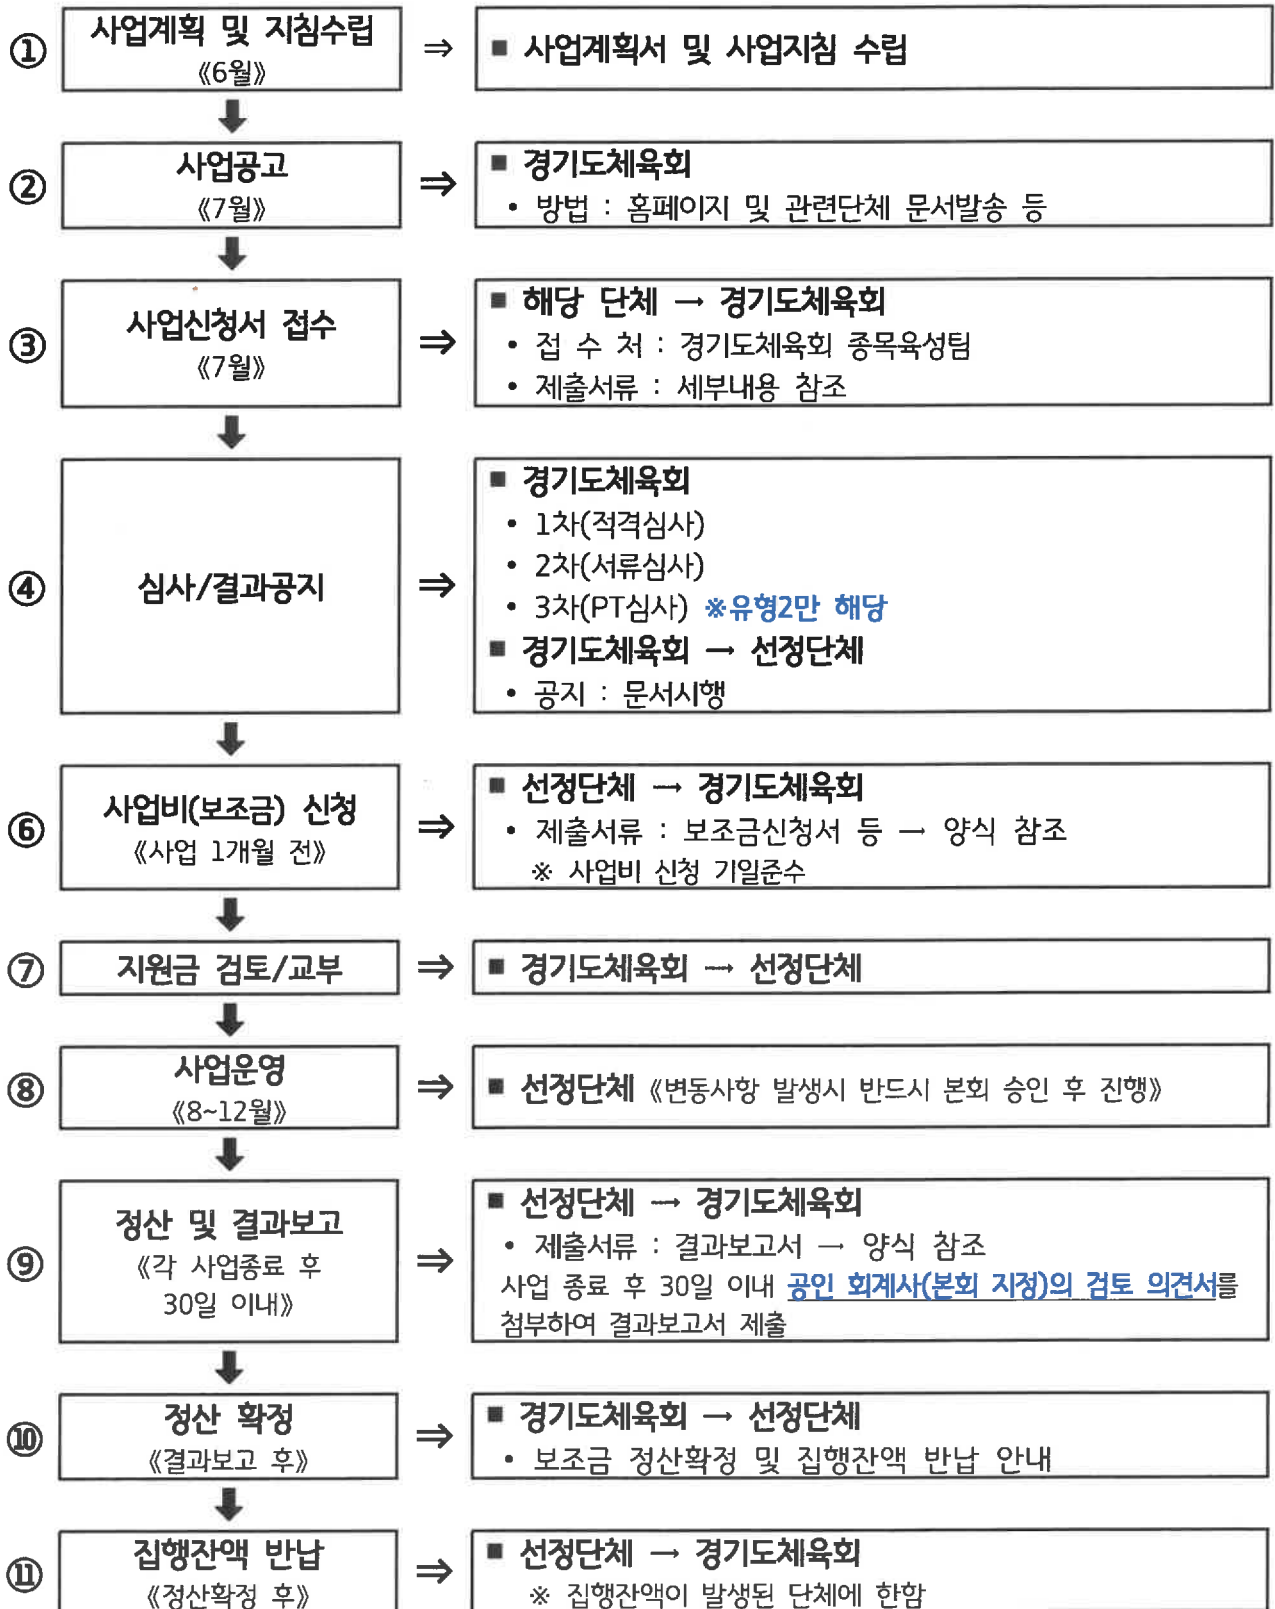 ① 사업계획 및 지침수립
《6월》
⇒ ■ 사업계획서 및 사업지침 수립
② 사업공고
《7월》
⇒ ■ 경기도체육회
• 방법 : 홈페이지 및 관련단체 문서발송 등
③ 사업신청서 접수
《7월》
⇒ ■ 해당 단체 → 경기도체육회
• 접 수 처 : 경기도체육회 종목육성팀
• 제출서류 : 세부내용 참조
④ 심사/결과공지
⇒ ■ 경기도체육회
• 1차(적격심사)
• 2차(서류심사)
• 3차(PT심사) ※유형2만 해당
■ 경기도체육회 → 선정단체
• 공지 : 문서시행
⑥ 사업비(보조금) 신청
《사업 1개월 전》
⇒ ■ 선정단체 → 경기도체육회
• 제출서류 : 보조금신청서 등 → 양식 참조
※ 사업비 신청 기일준수
⑦ 지원금 검토/교부
⇒ ■ 경기도체육회 → 선정단체
⑧ 사업운영
《8~12월》
⇒ ■ 선정단체 《변동사항 발생시 반드시 본회 승인 후 진행》
⑨ 정산 및 결과보고
《각 사업종료 후
30일 이내》
⇒ ■ 선정단체 → 경기도체육회
• 제출서류 : 결과보고서 → 양식 참조
사업 종료 후 30일 이내 공인 회계사(본회 지정)의 검토 의견서를
첨부하여 결과보고서 제출
⑩ 정산 확정
《결과보고 후》
⇒ ■ 경기도체육회 → 선정단체
• 보조금 정산확정 및 집행잔액 반납 안내
⑪ 집행잔액 반납
《정산확정 후》
⇒ ■ 선정단체 → 경기도체육회
※ 집행잔액이 발생된 단체에 한함